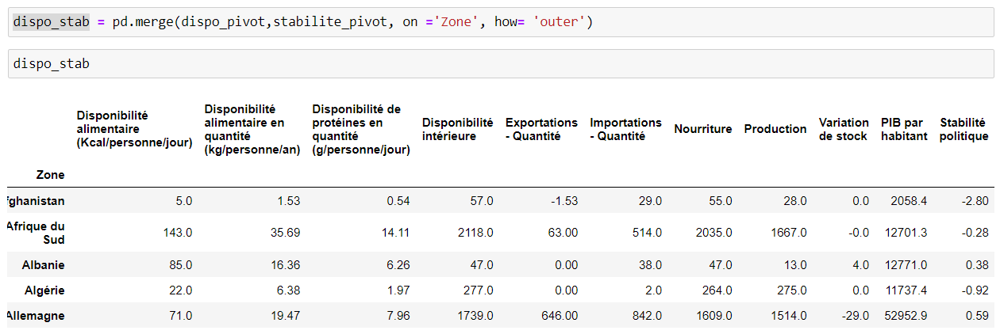 dispo_stab = pd.merge(dispo_pivot,stabilite_pivot, on ='Zone', how= 'outer')
dispo_stab
Disponibilité alimentaire (Kcal/personne/jour) Disponibilité alimentaire en quantité (kg/personne/an) Disponibilité de protéines en quantité (g/personne/jour) Disponibilité intérieure Exportations - Quantité Importations - Quantité Nourriture Production Variation de stock PIB par habitant Stabilité politique
Zone
fghanistan 5.0 1.53 0.54 57.0 -1.53 29.0 55.0 28.0 0.0 2058.4 -2.80
Afrique du Sud 143.0 35.69 14.11 2118.0 63.00 514.0 2035.0 1667.0 -0.0 12701.3 -0.28
Albanie 85.0 16.36 6.26 47.0 0.00 38.0 47.0 13.0 4.0 12771.0 0.38
Algérie 22.0 6.38 1.97 277.0 0.00 2.0 264.0 275.0 0.0 11737.4 -0.92
Allemagne 71.0 19.47 7.96 1739.0 646.00 842.0 1609.0 1514.0 -29.0 52952.9 0.59